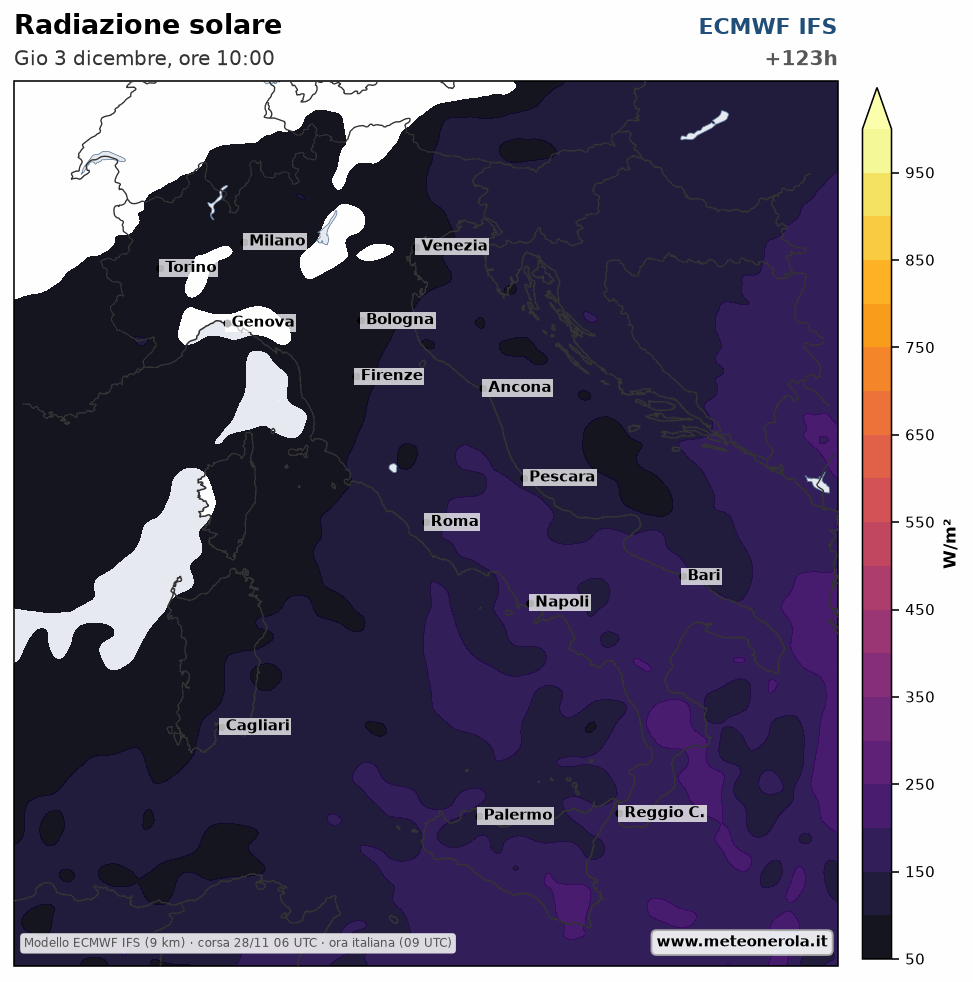 Radiazione solare
ECMWF IFS
Gio 3 dicembre, ore 10:00
+123h
Milano
Venezia
Torino
Genova
Bologna
Firenze
Ancona
Pescara
Roma
Bari
Napoli
Cagliari
Palermo
Reggio C.
950
850
750
650
550
450
350
250
150
50
W/m²
Modello ECMWF IFS (9 km) · corsa 28/11 06 UTC · ora italiana (09 UTC)
www.meteonerola.it